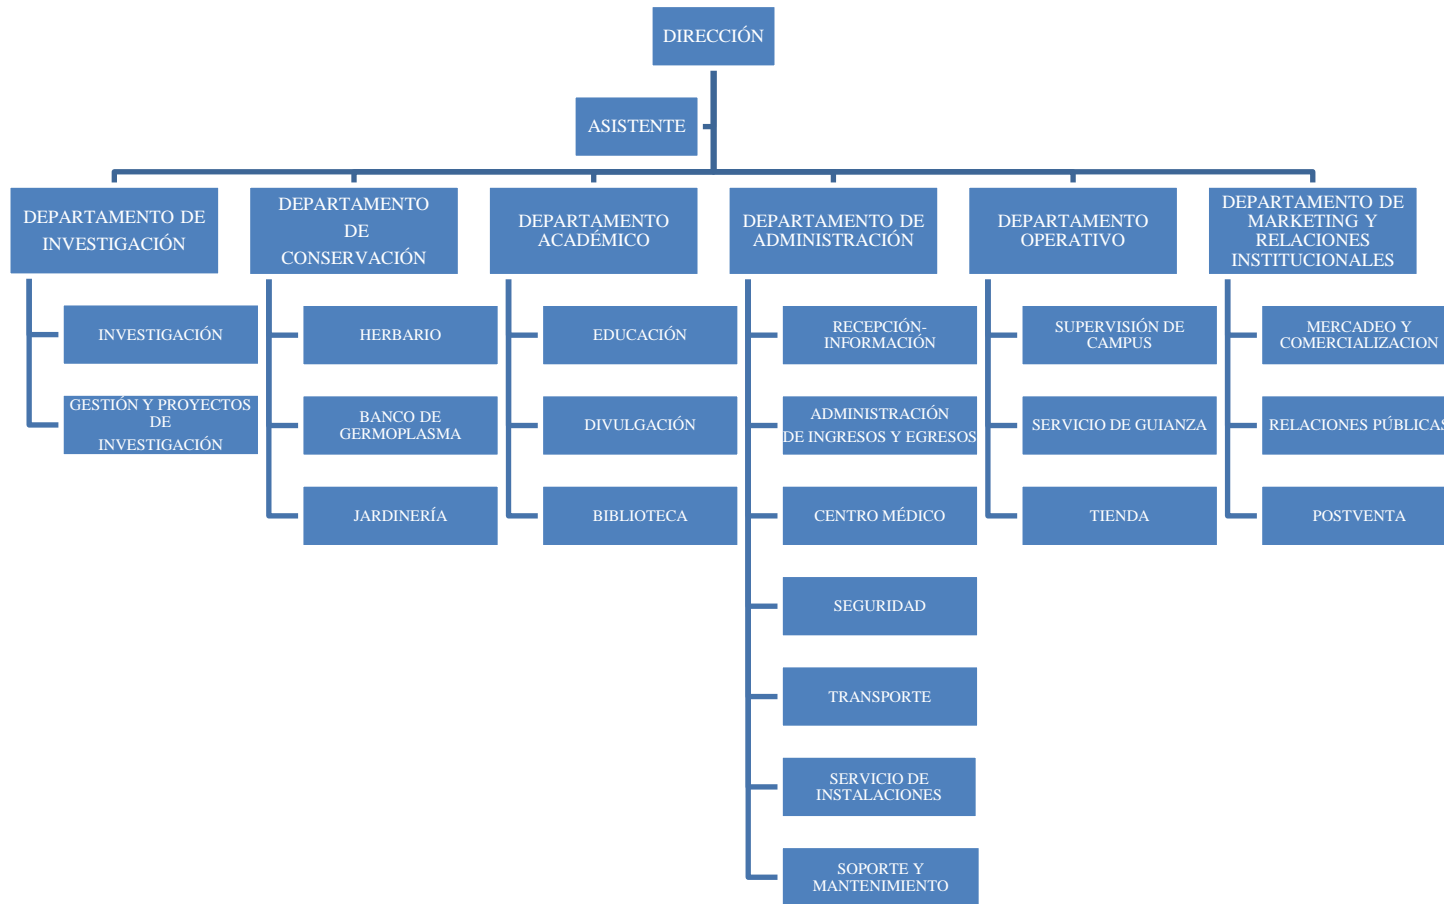 DIRECCIÓN
ASISTENTE
DEPARTAMENTO DE
INVESTIGACIÓN
DEPARTAMENTO
DE
CONSERVACIÓN
DEPARTAMENTO
ACADÉMICO
DEPARTAMENTO DE
ADMINISTRACIÓN
DEPARTAMENTO
OPERATIVO
DEPARTAMENTO DE
MARKETING Y
RELACIONES
INSTITUCIONALES
INVESTIGACIÓN
GESTIÓN Y PROYECTOS
DE
INVESTIGACIÓN
HERBARIO
BANCO DE
GERMOPLASMA
JARDINERÍA
EDUCACIÓN
DIVULGACIÓN
BIBLIOTECA
RECEPCIÓN-
INFORMACIÓN
ADMINISTRACIÓN
DE INGRESOS Y EGRESOS
CENTRO MÉDICO
SEGURIDAD
TRANSPORTE
SERVICIO DE
INSTALACIONES
SOPORTE Y
MANTENIMIENTO
SUPERVISIÓN DE
CAMPUS
SERVICIO DE GUIANZA
TIENDA
MERCADEO Y
COMERCIALIZACION
RELACIONES PÚBLICAS
POSTVENTA